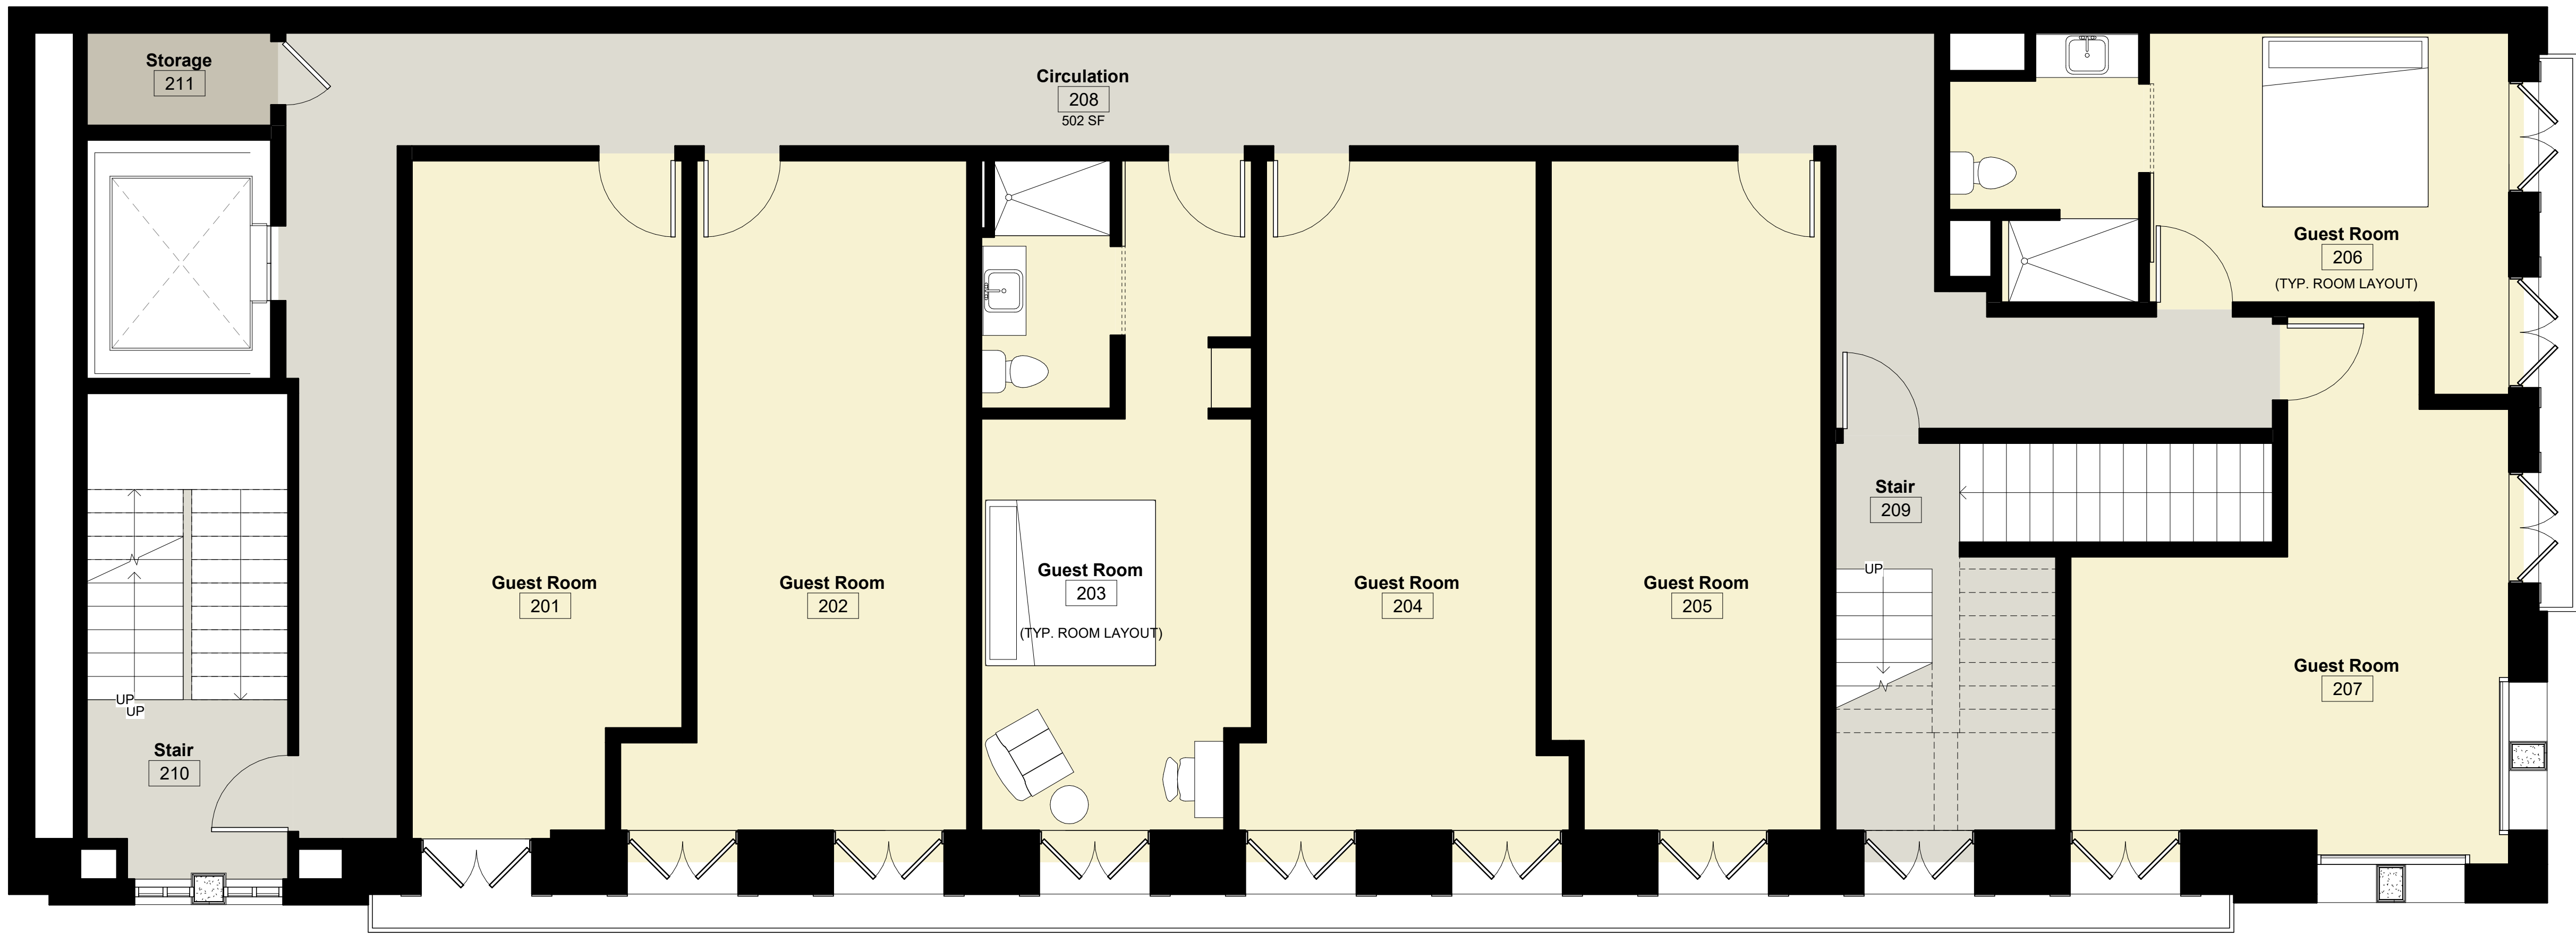 Storage
211
Circulation
208
502 SF
Guest Room
206
(TYP. ROOM LAYOUT)
Guest Room
201
Guest Room
202
Guest Room
203
(TYP. ROOM LAYOUT)
Guest Room
204
Guest Room
205
Stair
209
UP
Guest Room
207
UP
UP
Stair
210